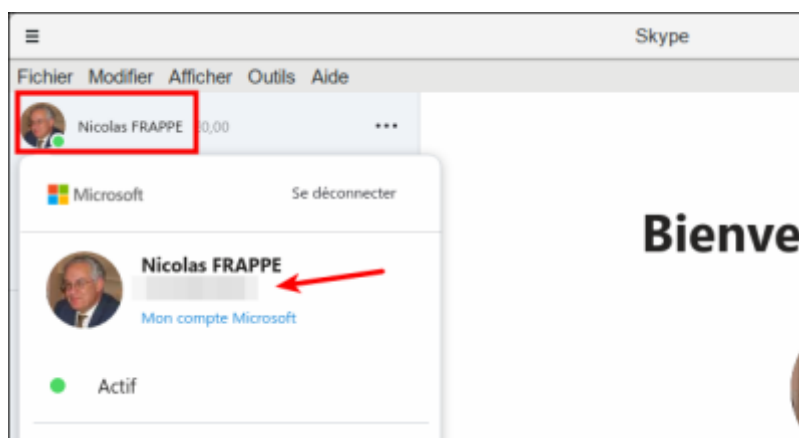 Skype
Fichier Modifier Afficher Outils Aide
Nicolas FRAPPE 0,00
Microsoft Se déconnecter
Nicolas FRAPPE
Mon compte Microsoft
Actif
Bienve